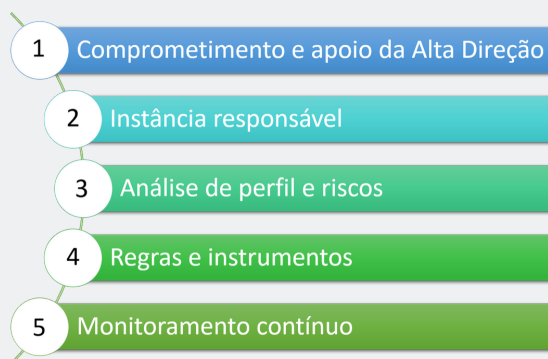 1 Comprometimento e apoio da Alta Direção
2 Instância responsável
3 Análise de perfil e riscos
4 Regras e instrumentos
5 Monitoramento contínuo